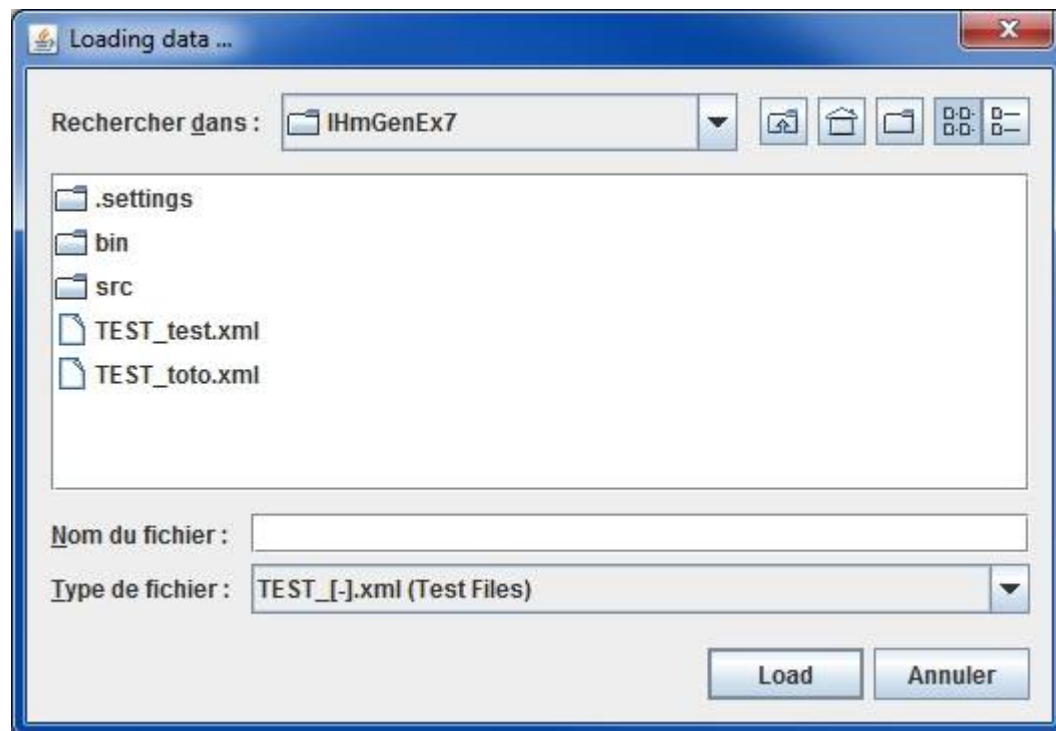 Loading data ...
Rechercher dans : IHmGenEx7
.settings
bin
src
TEST_test.xml
TEST_toto.xml
Nom du fichier :
Type de fichier : TEST_[-].xml (Test Files)
Load Annuler